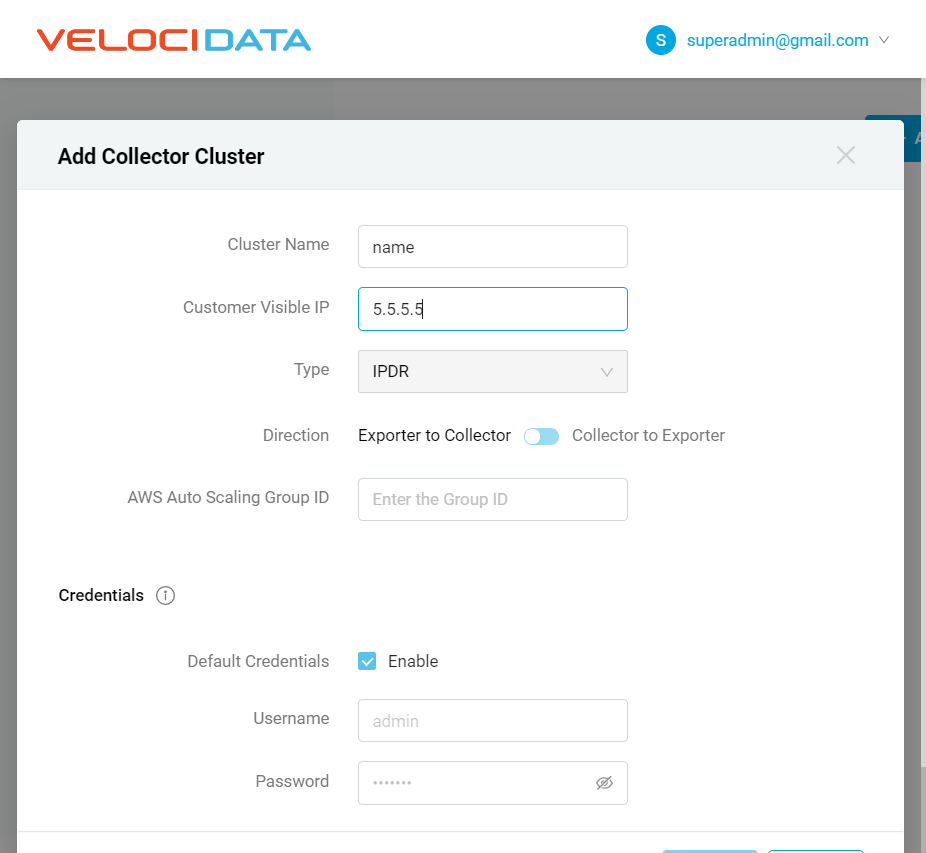 VELOCIDATA
S superadmin@gmail.com
Add Collector Cluster
Cluster Name name
Customer Visible IP 5.5.5.5
Type IPDR
Direction Exporter to Collector Collector to Exporter
AWS Auto Scaling Group ID Enter the Group ID
Credentials
Default Credentials Enable
Username admin
Password •••••••